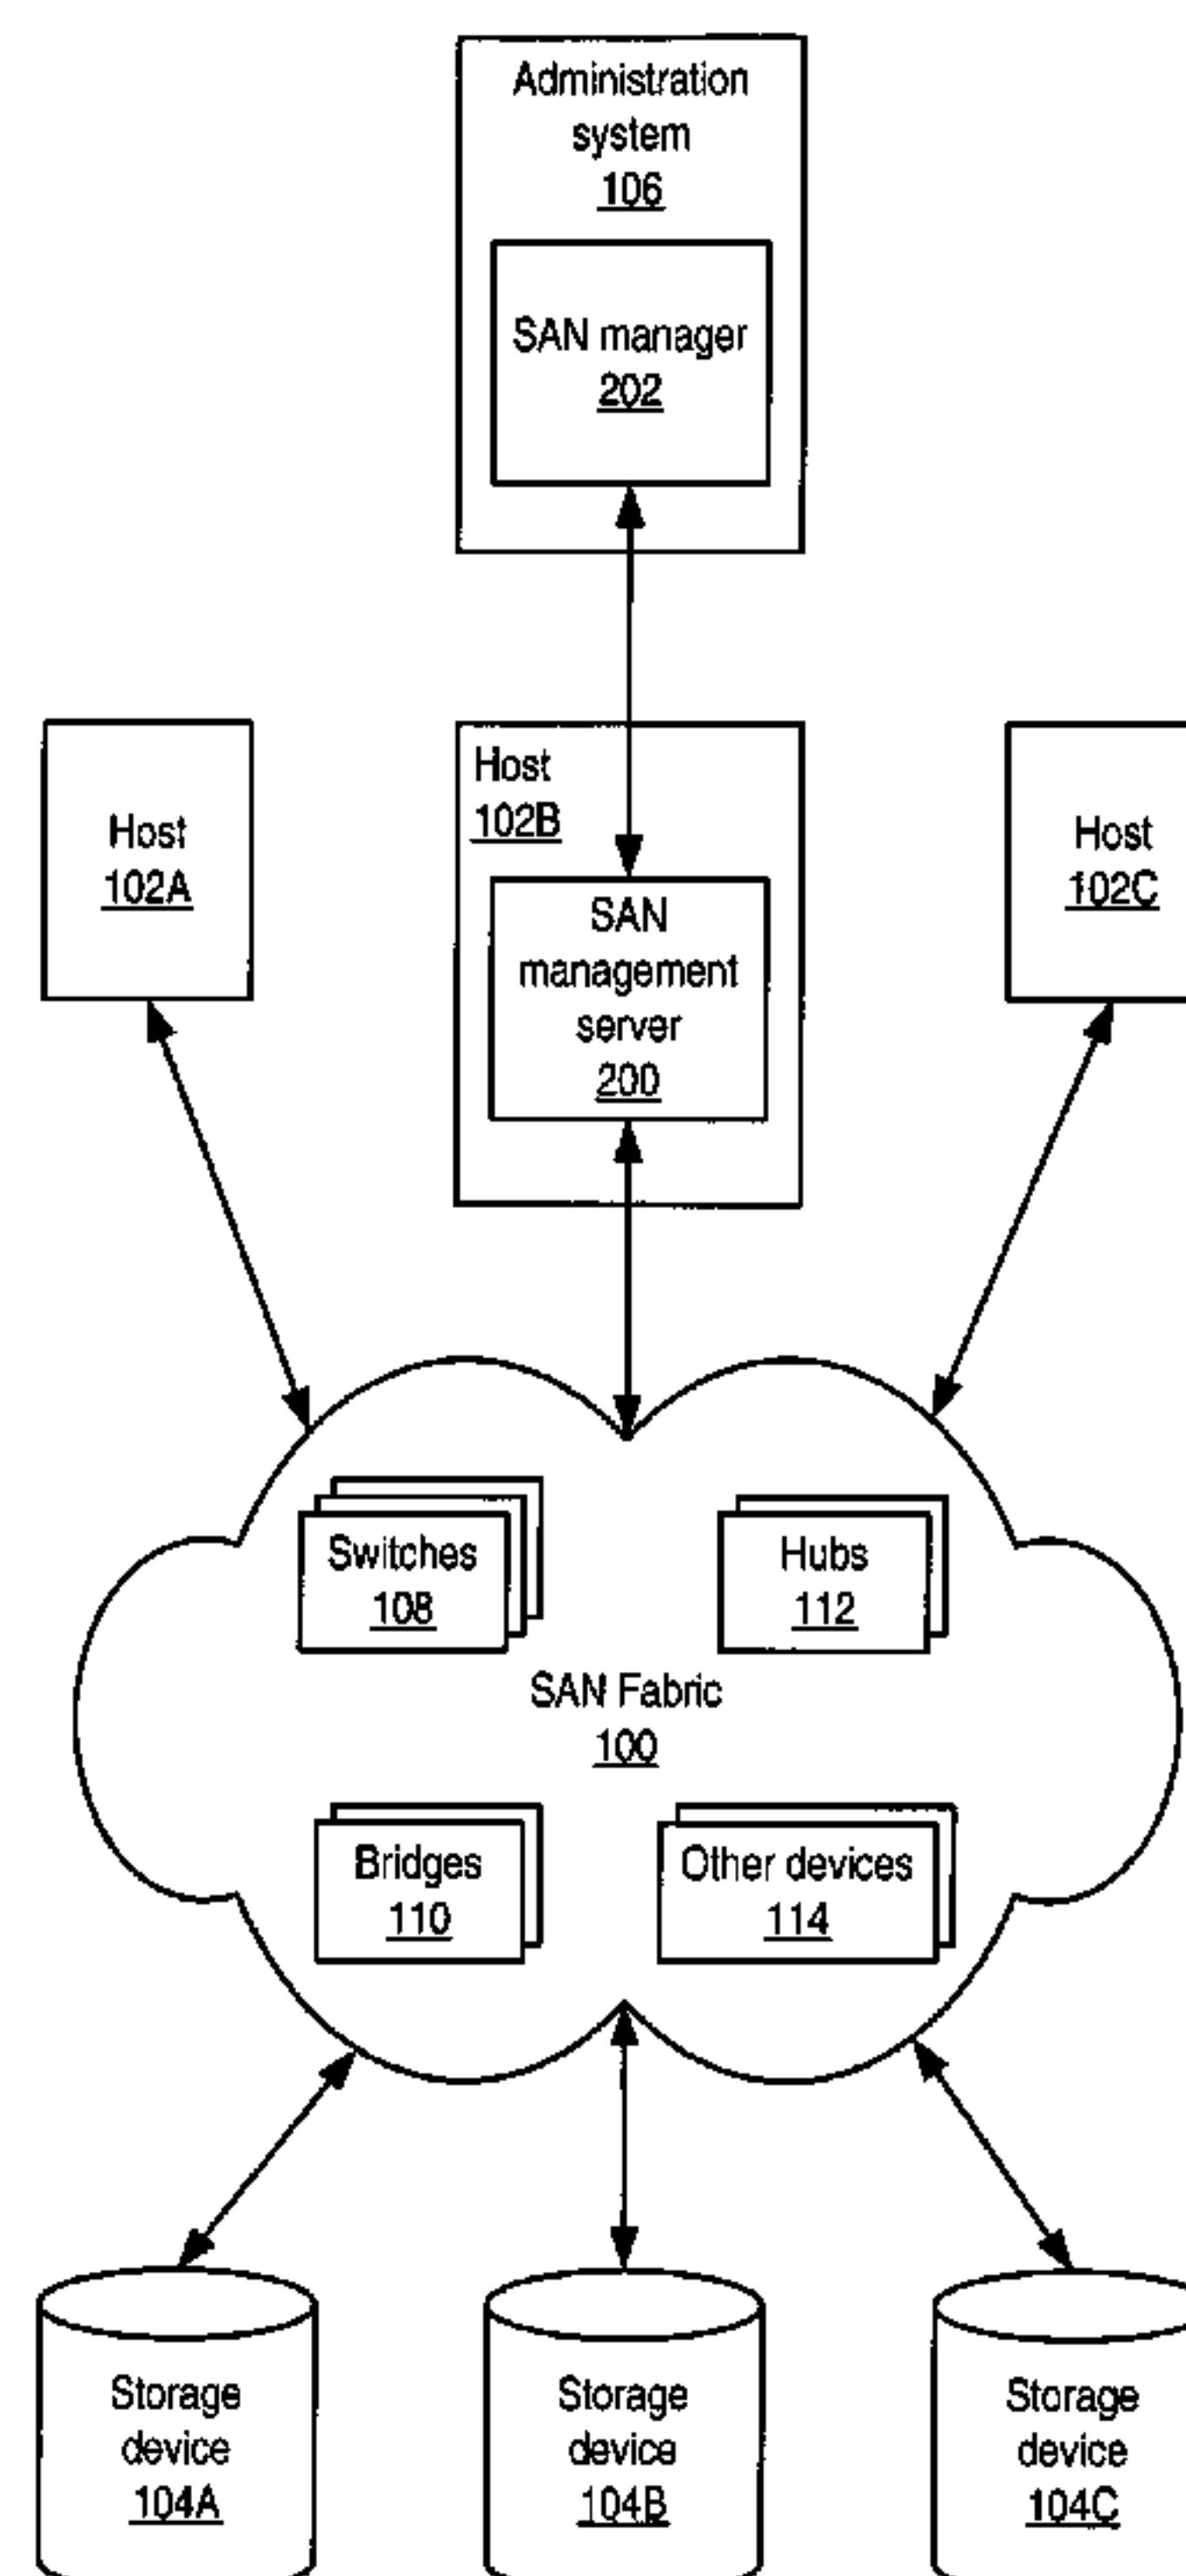 Administration
system
106
SAN manager
202
Host
102A
Host
102B
SAN
management
server
200
Host
102C
Switches
108
Hubs
112
SAN Fabric
100
Bridges
110
Other devices
114
Storage
device
104A
Storage
device
104B
Storage
device
104C